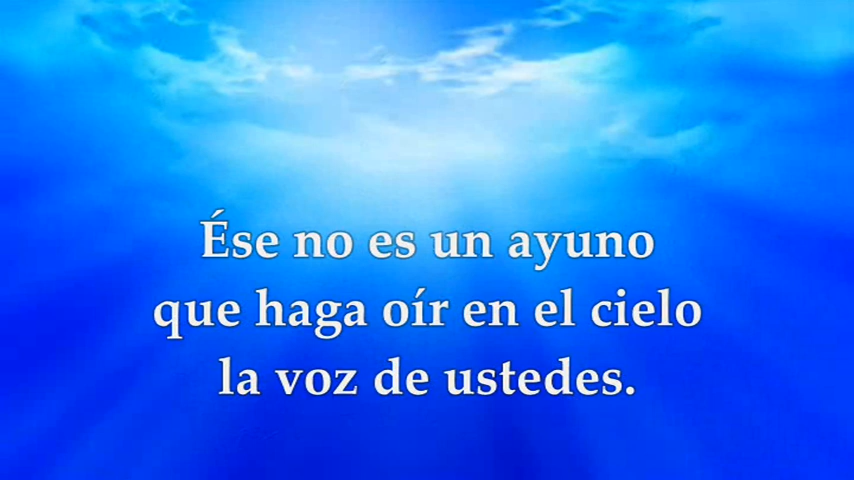 Ése no es un ayuno
que haga oír en el cielo
la voz de ustedes.